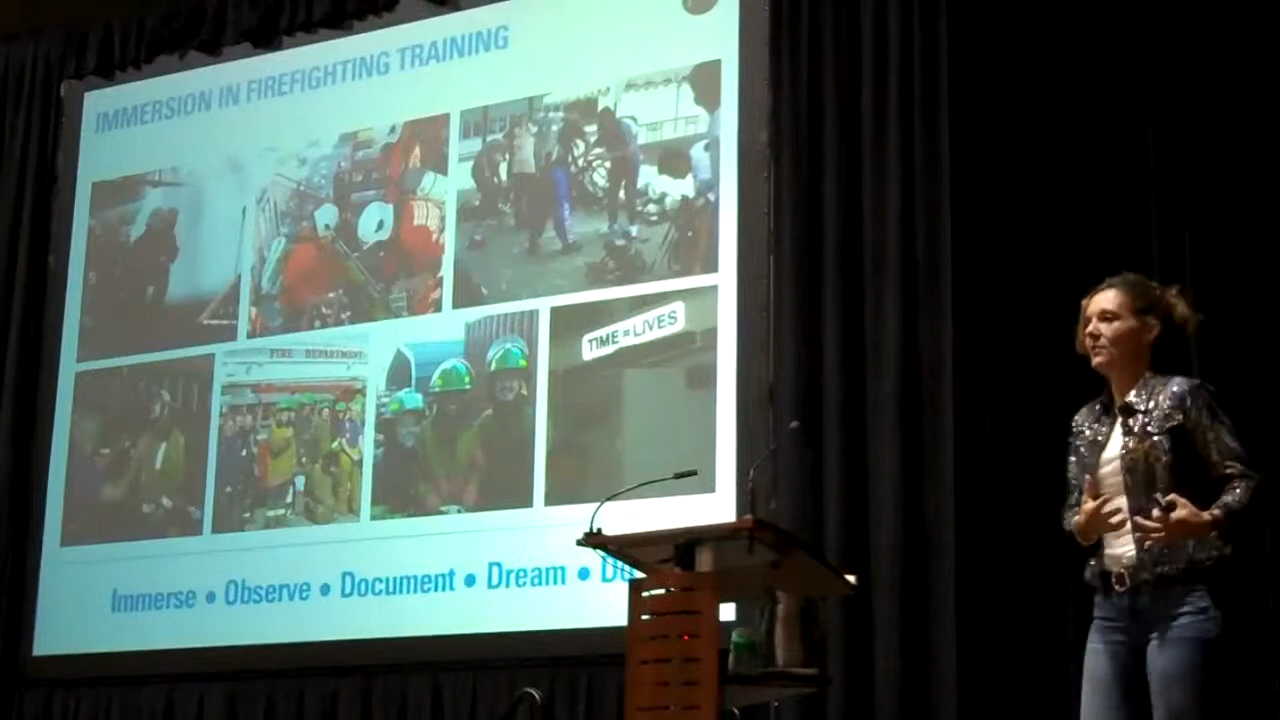 IMMERSION IN FIREFIGHTING TRAINING
TIME = LIVES
FIRE DEPARTMENT
Immerse • Observe • Document • Dream •